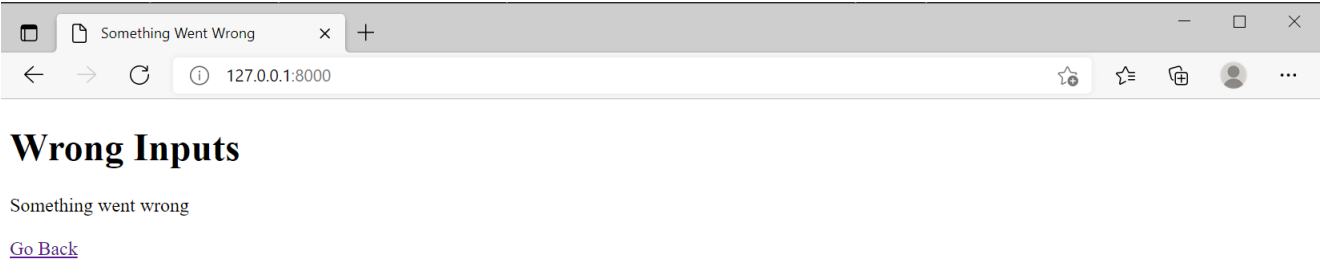 Something Went Wrong
127.0.0.1:8000
Wrong Inputs
Something went wrong
Go Back